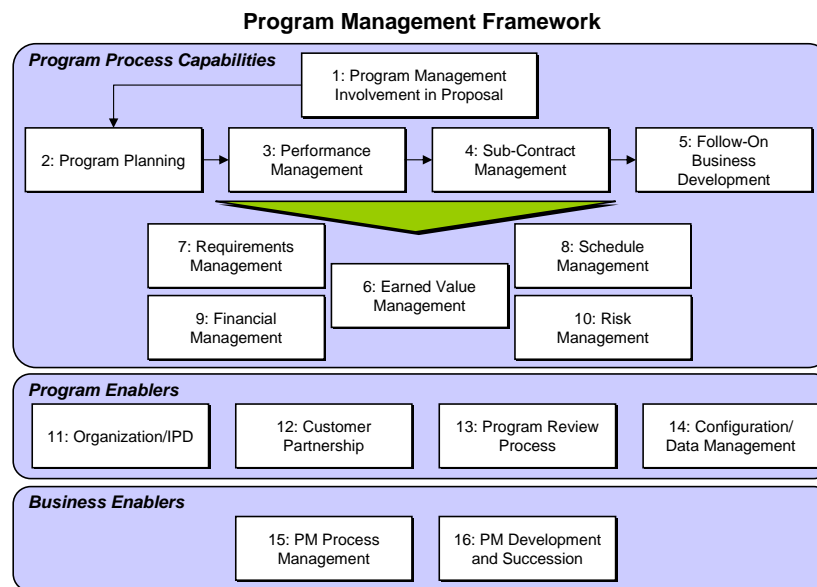 Program Management Framework
Program Process Capabilities
1: Program Management
Involvement in Proposal
2: Program Planning
3: Performance
Management
4: Sub-Contract
Management
5: Follow-On
Business
Development
7: Requirements
Management
8: Schedule
Management
6: Earned Value
Management
9: Financial
Management
10: Risk
Management
Program Enablers
11: Organization/IPD
12: Customer
Partnership
13: Program Review
Process
14: Configuration/
Data Management
Business Enablers
15: PM Process
Management
16: PM Development
and Succession